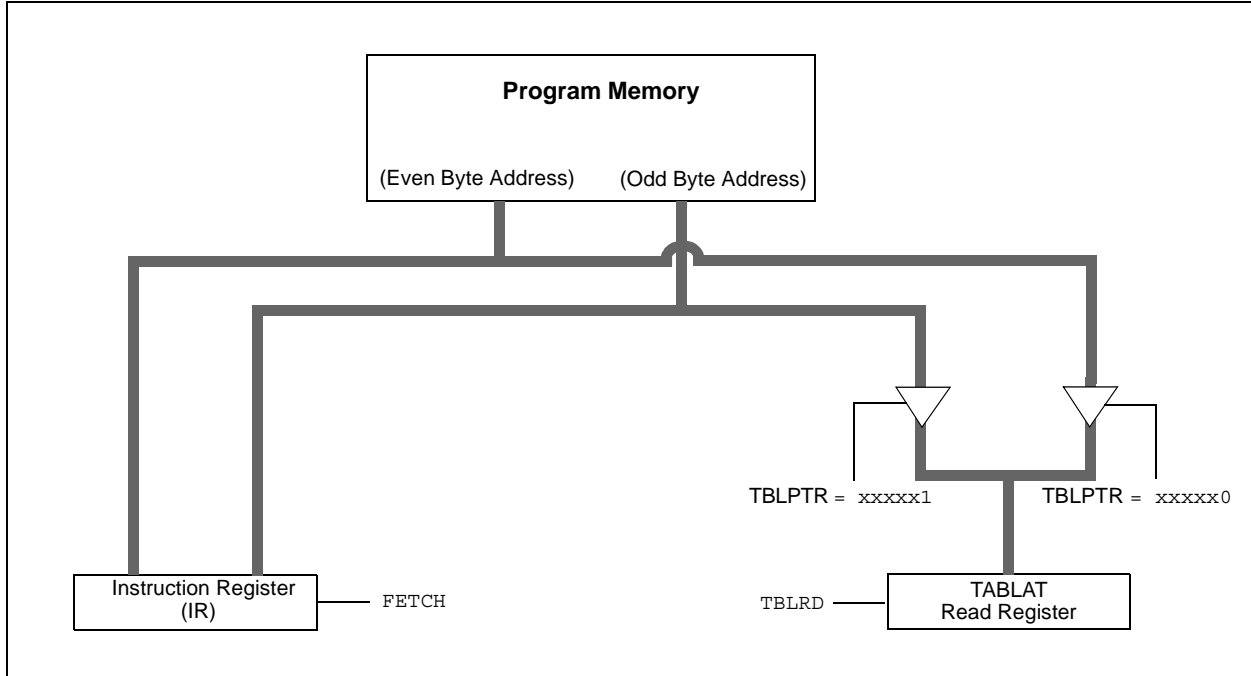 Program Memory
(Even Byte Address) (Odd Byte Address)
TBLPTR = xxxxx1 TBLPTR = xxxxx0
Instruction Register
(IR)
FETCH
TBLRD
TABLAT
Read Register